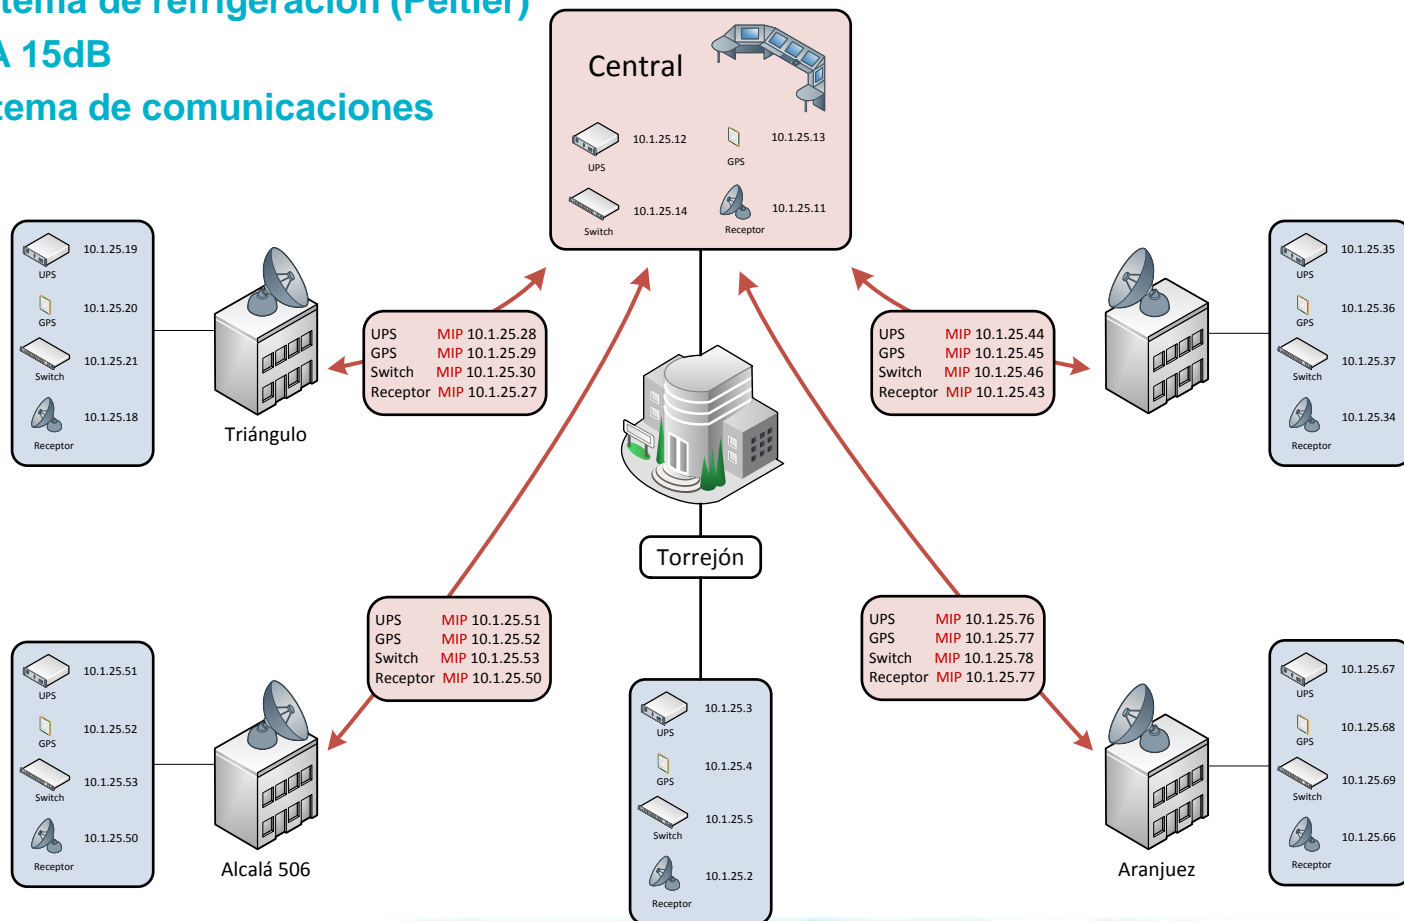 tema de refrigeración (Peltier)
A 15dB
tema de comunicaciones
Central
10.1.25.12
UPS
10.1.25.13
GPS
10.1.25.14
Switch
10.1.25.11
Receptor
10.1.25.19
UPS
10.1.25.20
GPS
10.1.25.21
Switch
10.1.25.18
Receptor
Triángulo
UPS MIP 10.1.25.28
GPS MIP 10.1.25.29
Switch MIP 10.1.25.30
Receptor MIP 10.1.25.27
UPS MIP 10.1.25.44
GPS MIP 10.1.25.45
Switch MIP 10.1.25.46
Receptor MIP 10.1.25.43
10.1.25.35
UPS
10.1.25.36
GPS
10.1.25.37
Switch
10.1.25.34
Receptor
Torrejón
10.1.25.51
UPS
10.1.25.52
GPS
10.1.25.53
Switch
10.1.25.50
Receptor
Alcalá 506
UPS MIP 10.1.25.51
GPS MIP 10.1.25.52
Switch MIP 10.1.25.53
Receptor MIP 10.1.25.50
10.1.25.3
UPS
10.1.25.4
GPS
10.1.25.5
Switch
10.1.25.2
Receptor
UPS MIP 10.1.25.76
GPS MIP 10.1.25.77
Switch MIP 10.1.25.78
Receptor MIP 10.1.25.77
Aranjuez
10.1.25.67
UPS
10.1.25.68
GPS
10.1.25.69
Switch
10.1.25.66
Receptor